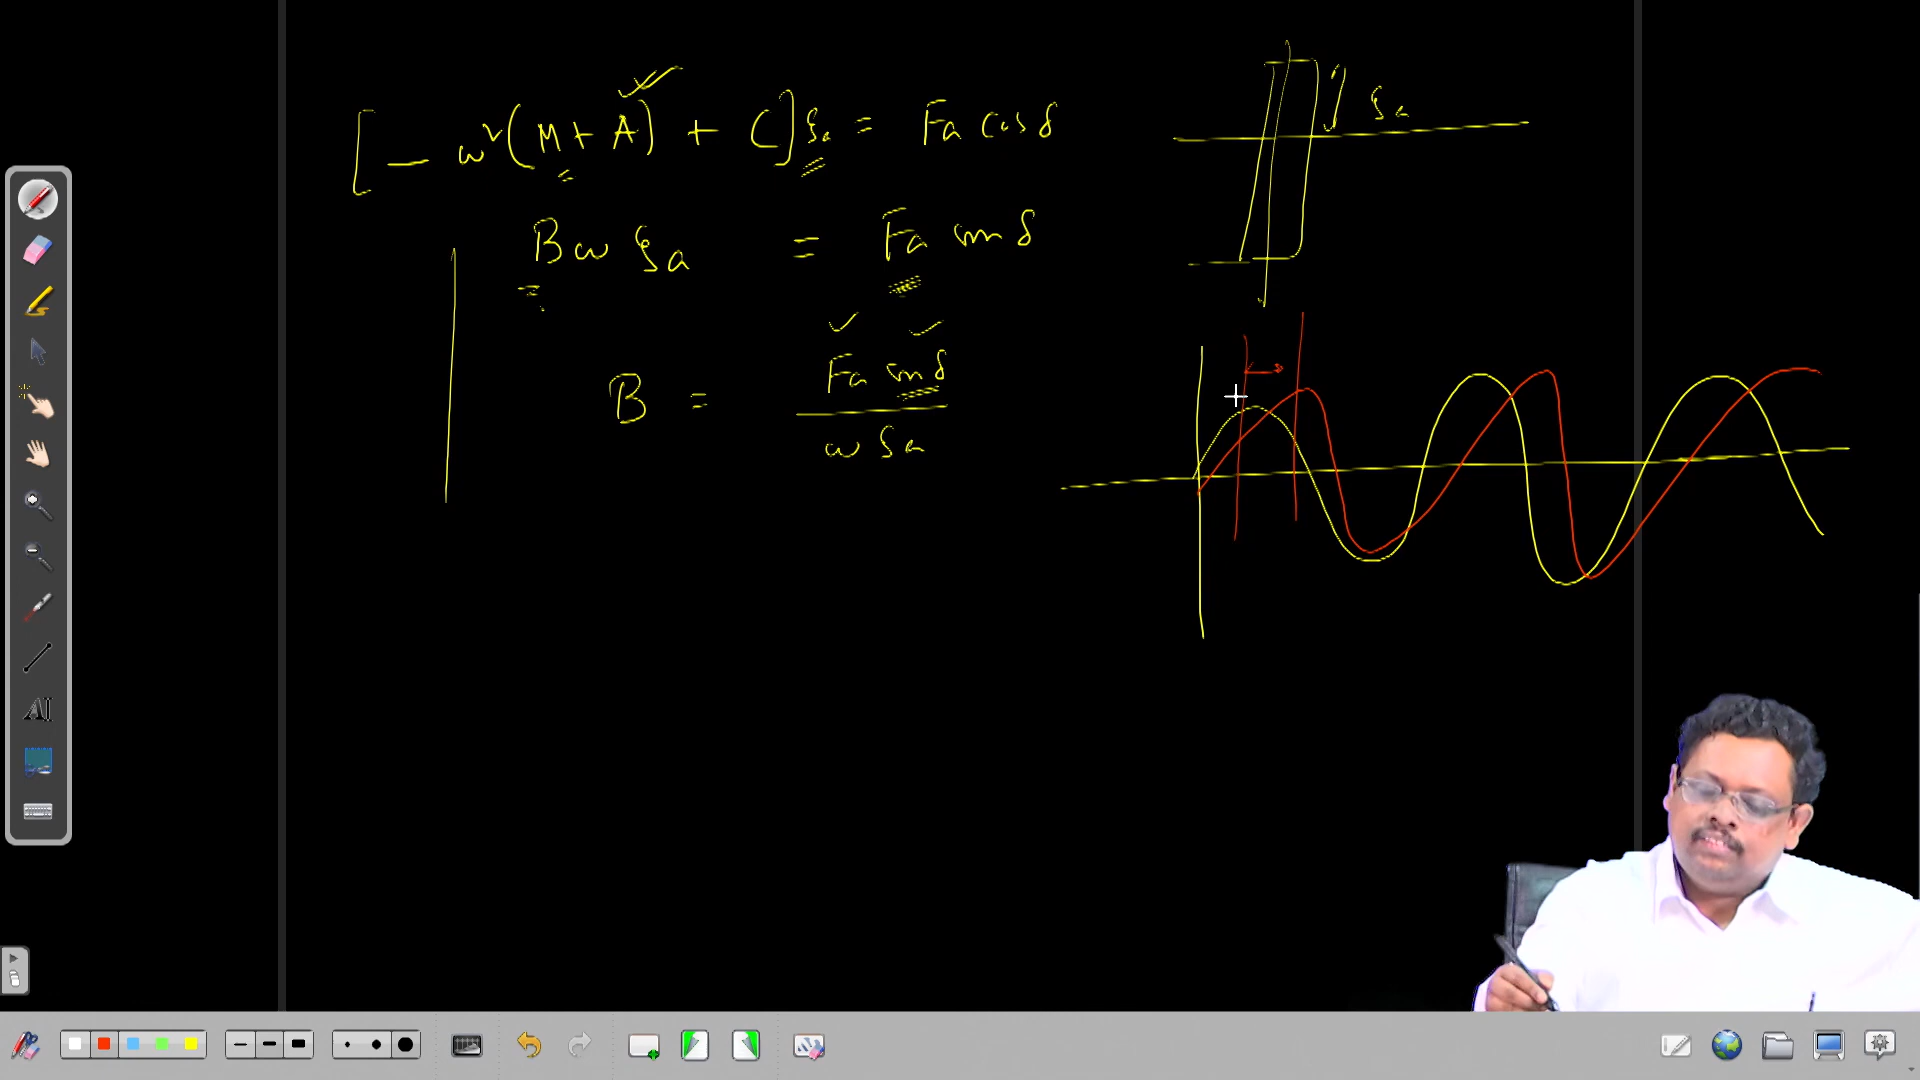 [- ω²(M + A) + C] ξa = Fa cos δ
ξa
B ω ξa = Fa sin δ
B = Fa sin δ / ω ξa